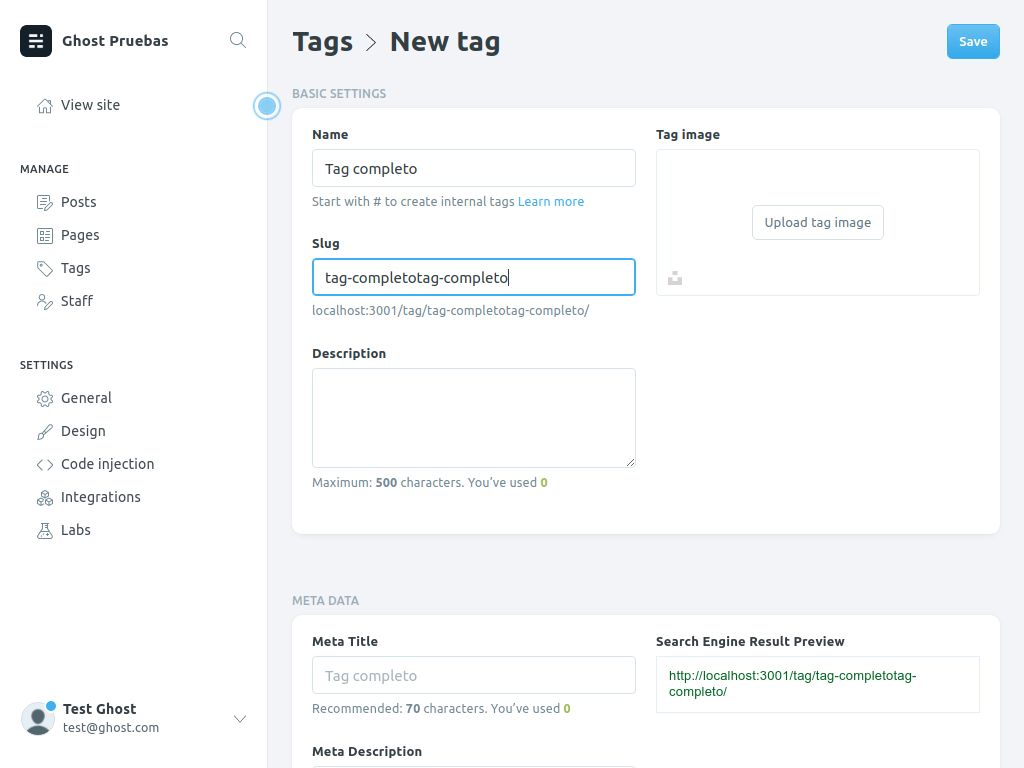 Ghost Pruebas
View site
MANAGE
Posts
Pages
Tags
Staff
SETTINGS
General
Design
Code injection
Integrations
Labs
Test Ghost
test@ghost.com
Tags > New tag
Save
BASIC SETTINGS
Name
Tag completo
Start with # to create internal tags Learn more
Slug
tag-completotag-completo
localhost:3001/tag/tag-completotag-completo/
Description
Maximum: 500 characters. You’ve used 0
Tag image
Upload tag image
META DATA
Meta Title
Tag completo
Recommended: 70 characters. You’ve used 0
Meta Description
Search Engine Result Preview
http://localhost:3001/tag/tag-completotag-
completo/